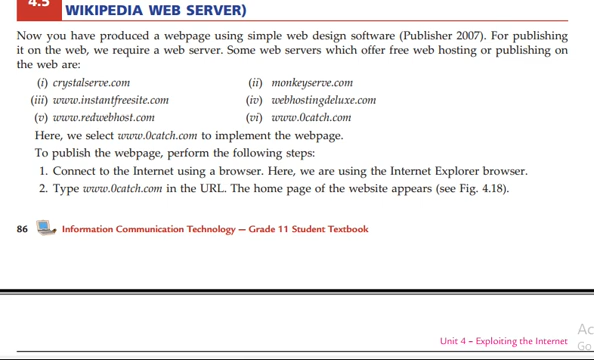 4.5
WIKIPEDIA WEB SERVER)
Now you have produced a webpage using simple web design software (Publisher 2007). For publishing
it on the web, we require a web server. Some web servers which offer free web hosting or publishing on
the web are:
(i) crystalserve.com (ii) monkeyserve.com
(iii) www.instantfreesite.com (iv) webhostingdeluxe.com
(v) www.redwebhost.com (vi) www.0catch.com
Here, we select www.0catch.com to implement the webpage.
To publish the webpage, perform the following steps:
1. Connect to the Internet using a browser. Here, we are using the Internet Explorer browser.
2. Type www.0catch.com in the URL. The home page of the website appears (see Fig. 4.18).
86 Information Communication Technology — Grade 11 Student Textbook
Ac
Unit 4 – Exploiting the Internet
Go